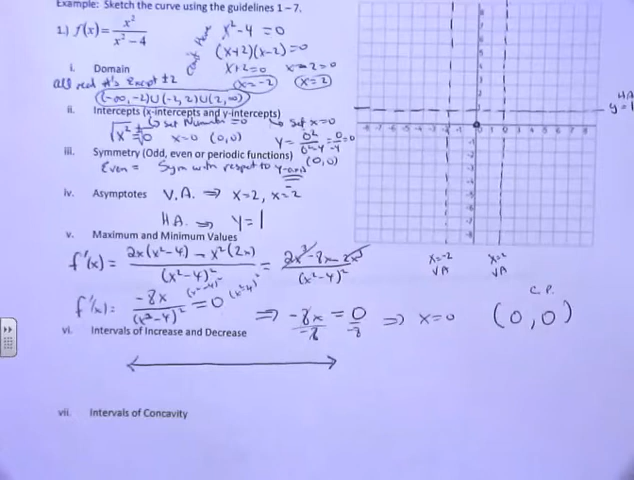 Example: Sketch the curve using the guidelines 1 – 7.
1.) f(x) = x² / (x² - 4)
x² - 4 = 0
(x+2)(x-2) = 0
x+2=0 x-2=0
x=-2 x=2
i. Domain
all real #'s Except ±2
(-∞,-2)∪(-2,2)∪(2,∞)
ii. Intercepts (x-intercepts and y-intercepts)
set x=0
√x² = ±√0 x=0 (0,0) y = 0²/(0²-4) = 0/-4 = 0
(0,0)
iii. Symmetry (Odd, even or periodic functions)
Even = Sym with respect to y-axis
iv. Asymptotes V.A. ⇒ x=2, x=-2
H.A. ⇒ y=1
v. Maximum and Minimum Values
f'(x) = (2x(x²-4) - x²(2x)) / (x²-4)² = (2x³-8x-2x³) / (x²-4)²
f'(x) = -8x / (x²-4)² = 0 (x²-4)² ⇒ -8x/-8 = 0/-8 ⇒ x=0 (0,0)
x=-2 VA
x=2 VA
C.P.
vi. Intervals of Increase and Decrease
vii. Intervals of Concavity
HA
y=1